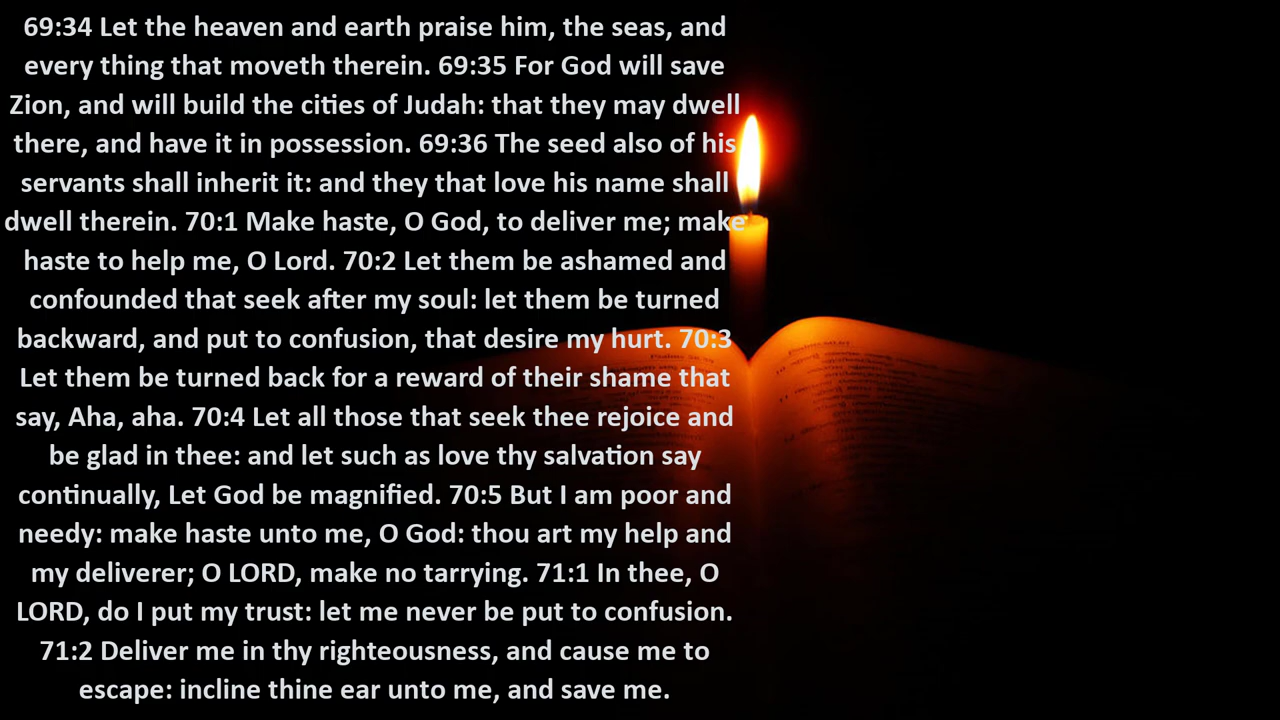 69:34 Let the heaven and earth praise him, the seas, and
every thing that moveth therein. 69:35 For God will save
Zion, and will build the cities of Judah: that they may dwell
there, and have it in possession. 69:36 The seed also of his
servants shall inherit it: and they that love his name shall
dwell therein. 70:1 Make haste, O God, to deliver me; make
haste to help me, O Lord. 70:2 Let them be ashamed and
confounded that seek after my soul: let them be turned
backward, and put to confusion, that desire my hurt. 70:3
Let them be turned back for a reward of their shame that
say, Aha, aha. 70:4 Let all those that seek thee rejoice and
be glad in thee: and let such as love thy salvation say
continually, Let God be magnified. 70:5 But I am poor and
needy: make haste unto me, O God: thou art my help and
my deliverer; O LORD, make no tarrying. 71:1 In thee, O
LORD, do I put my trust: let me never be put to confusion.
71:2 Deliver me in thy righteousness, and cause me to
escape: incline thine ear unto me, and save me.